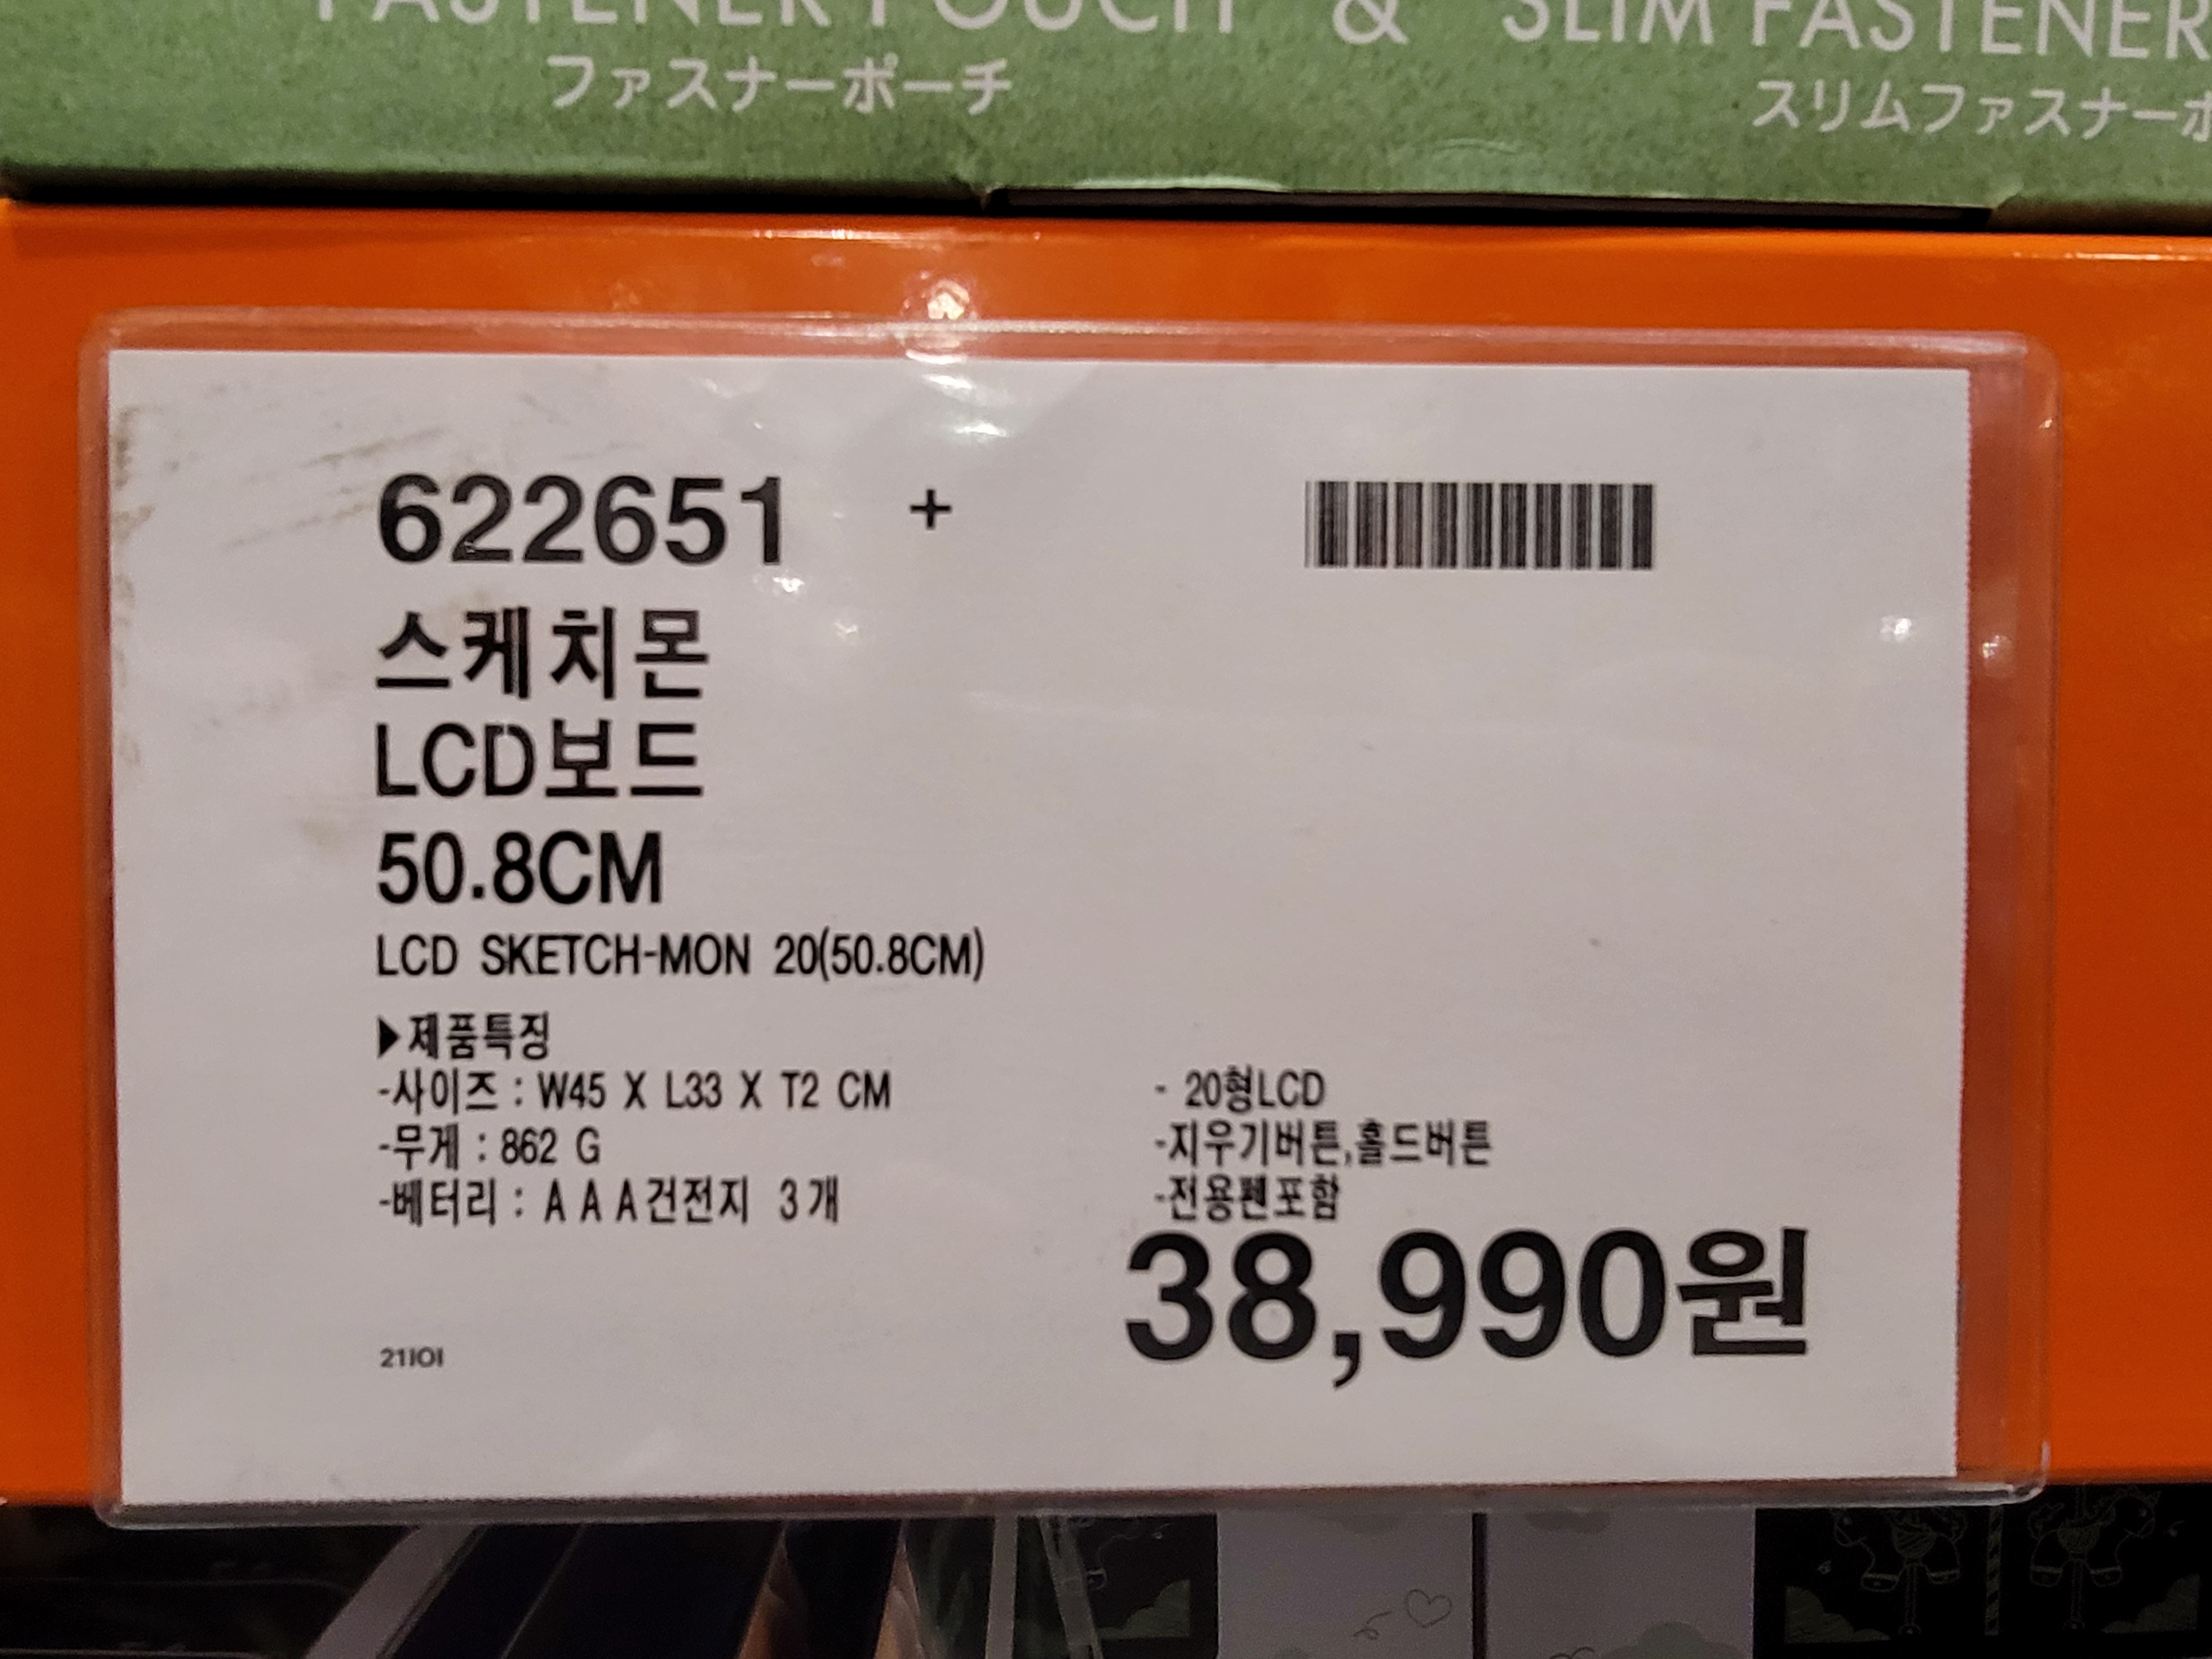 FASTENER POUCH & SLIM FASTENER
ファスナーポーチ
スリムファスナーポ
622651 +
스케치몬
LCD보드
50.8CM
LCD SKETCH-MON 20(50.8CM)
▶제품특징
-사이즈 : W45 X L33 X T2 CM
- 20형LCD
-무게 : 862 G
-지우기버튼,홀드버튼
-베터리 : A A A건전지 3개
-전용펜포함
38,990원
21IOI